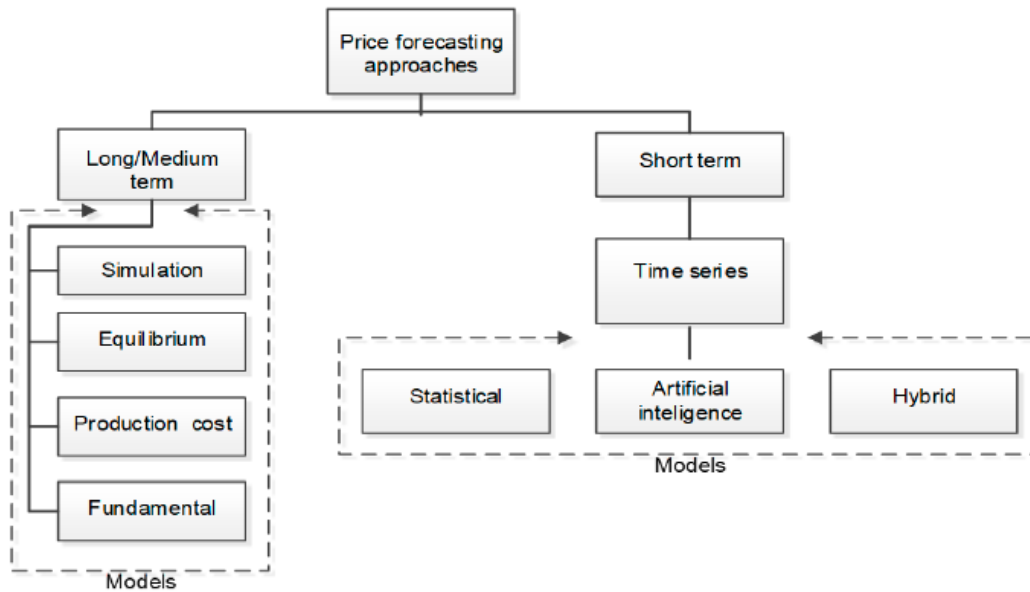 Price forecasting
approaches
Long/Medium
term
Short term
Simulation
Equilibrium
Production cost
Fundamental
Models
Time series
Statistical
Artificial
inteligence
Hybrid
Models